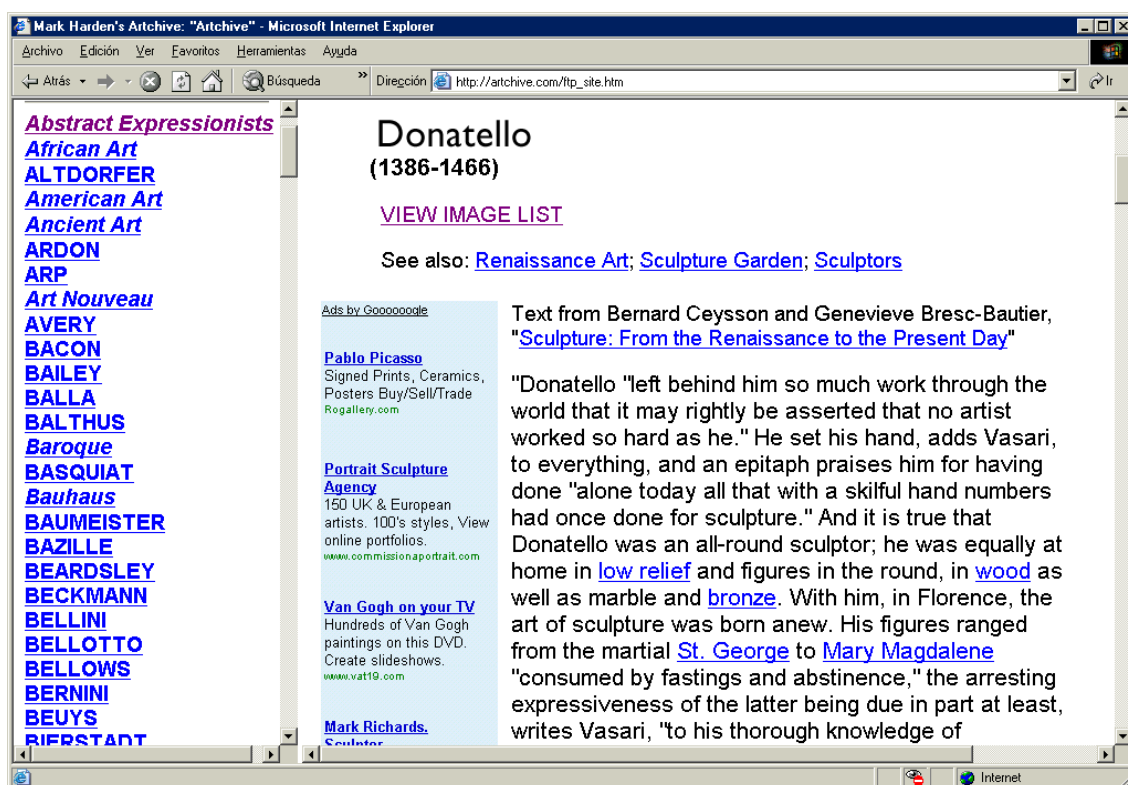 Mark Harden's Artchive: "Artchive" - Microsoft Internet Explorer
Archivo Edición Ver Favoritos Herramientas Ayuda
Atrás Búsqueda » Dirección http://artchive.com/ftp_site.htm Ir
Abstract Expressionists
African Art
ALTDORFER
American Art
Ancient Art
ARDON
ARP
Art Nouveau
AVERY
BACON
BAILEY
BALLA
BALTHUS
Baroque
BASQUIAT
Bauhaus
BAUMEISTER
BAZILLE
BEARDSLEY
BECKMANN
BELLINI
BELLOTTO
BELLOWS
BERNINI
BEUYS
BIERSTADT
Donatello
(1386-1466)
VIEW IMAGE LIST
See also: Renaissance Art; Sculpture Garden; Sculptors
Ads by Goooooogle
Pablo Picasso
Signed Prints, Ceramics,
Posters Buy/Sell/Trade
Rogallery.com
Portrait Sculpture
Agency
150 UK & European
artists. 100's styles, View
online portfolios.
www.commissionaportrait.com
Van Gogh on your TV
Hundreds of Van Gogh
paintings on this DVD.
Create slideshows.
www.vat19.com
Mark Richards.
Sculptor
Text from Bernard Ceysson and Genevieve Bresc-Bautier,
"Sculpture: From the Renaissance to the Present Day"
"Donatello "left behind him so much work through the
world that it may rightly be asserted that no artist
worked so hard as he." He set his hand, adds Vasari,
to everything, and an epitaph praises him for having
done "alone today all that with a skilful hand numbers
had once done for sculpture." And it is true that
Donatello was an all-round sculptor; he was equally at
home in low relief and figures in the round, in wood as
well as marble and bronze. With him, in Florence, the
art of sculpture was born anew. His figures ranged
from the martial St. George to Mary Magdalene
"consumed by fastings and abstinence," the arresting
expressiveness of the latter being due in part at least,
writes Vasari, "to his thorough knowledge of
Internet